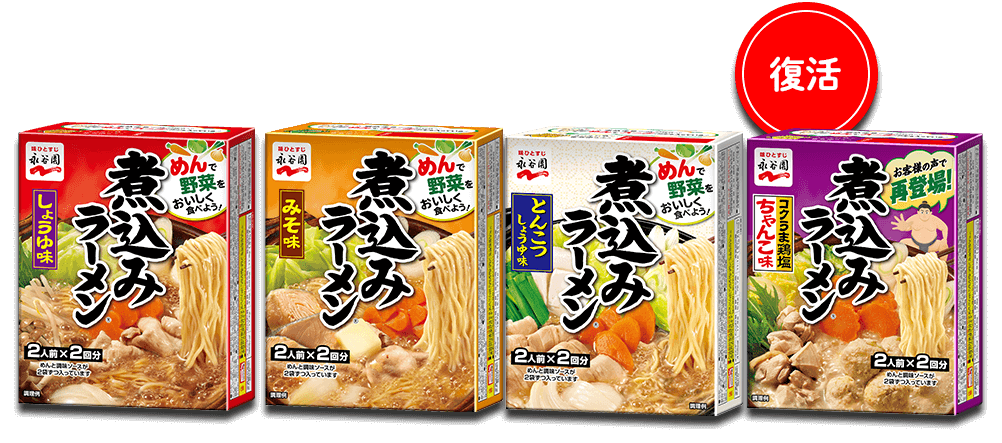 復活
味ひとすじ
永谷園
めんで
野菜を
おいしく
食べよう!
煮込み
ラーメン
しょうゆ味
2人前×2回分
めんと調味ソースが
2袋ずつ入っています
調理例
味ひとすじ
永谷園
めんで
野菜を
おいしく
食べよう!
煮込み
ラーメン
みそ味
2人前×2回分
めんと調味ソースが
2袋ずつ入っています
調理例
味ひとすじ
永谷園
めんで
野菜を
おいしく
食べよう!
煮込み
ラーメン
とんこつ
しょうゆ味
2人前×2回分
めんと調味ソースが
2袋ずつ入っています
調理例
味ひとすじ
永谷園
お客様の声で
再登場!
煮込み
ラーメン
コクうま鶏塩
ちゃんこ味
2人前×2回分
めんと調味ソースが
2袋ずつ入っています
調理例